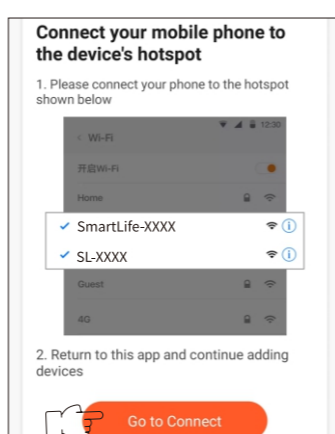 Connect your mobile phone to
the device's hotspot
1. Please connect your phone to the hotspot
shown below
12:30
< Wi-Fi
开启Wi-Fi
Home
SmartLife-XXXX
SL-XXXX
Guest
4G
2. Return to this app and continue adding
devices
Go to Connect